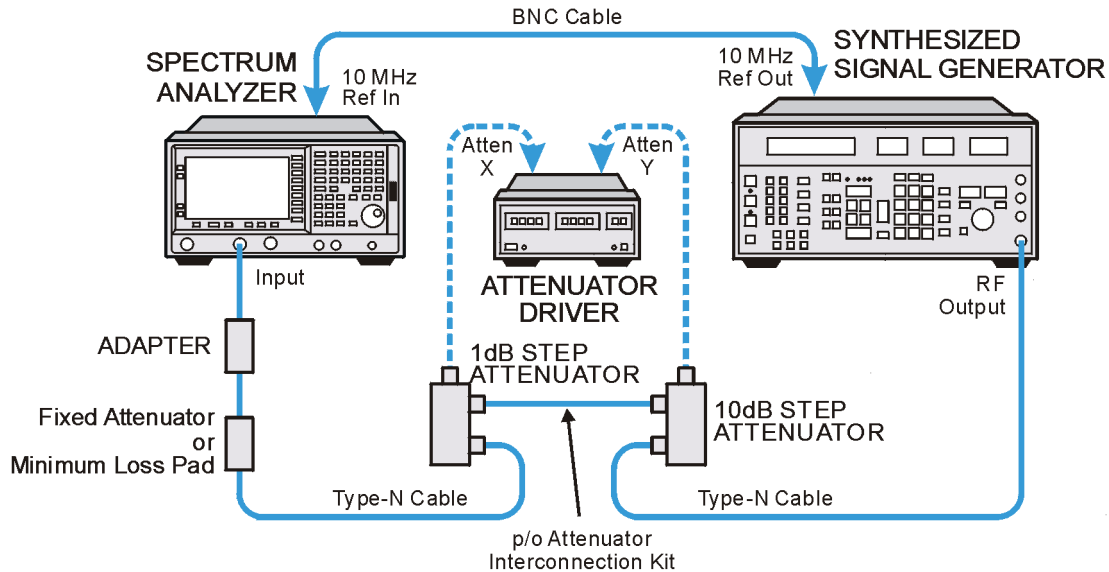 BNC Cable
SPECTRUM
ANALYZER
10 MHz
Ref In
10 MHz
Ref Out
SYNTHESIZED
SIGNAL GENERATOR
Atten
X
Atten
Y
Input
ATTENUATOR
DRIVER
RF
Output
ADAPTER
1dB STEP
ATTENUATOR
Fixed Attenuator
or
Minimum Loss Pad
10dB STEP
ATTENUATOR
Type-N Cable
Type-N Cable
p/o Attenuator
Interconnection Kit